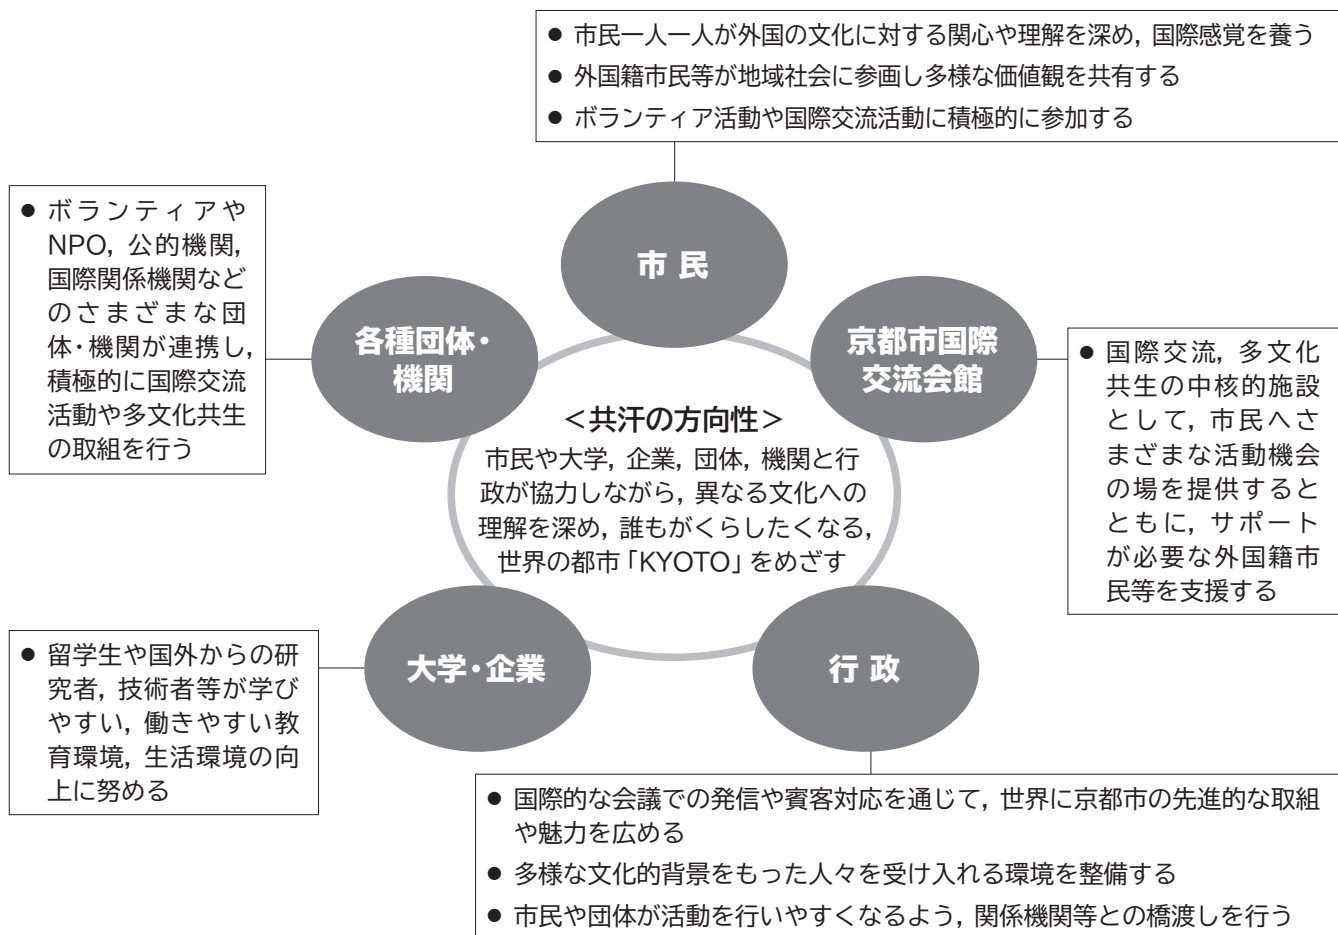 ● 市民一人一人が外国の文化に対する関心や理解を深め，国際感覚を養う
● 外国籍市民等が地域社会に参画し多様な価値観を共有する
● ボランティア活動や国際交流活動に積極的に参加する
市 民
● ボランティアや
NPO，公的機関，
国際関係機関など
のさまざまな団
体・機関が連携し，
積極的に国際交流
活動や多文化共生
の取組を行う
各種団体・
機関
京都市国際
交流会館
● 国際交流，多文化
共生の中核的施設
として，市民へさ
まざまな活動機会
の場を提供すると
ともに，サポート
が必要な外国籍市
民等を支援する
＜共汗の方向性＞
市民や大学，企業，団体，機関と行
政が協力しながら，異なる文化への
理解を深め，誰もがくらしたくなる，
世界の都市「KYOTO」をめざす
● 留学生や国外からの研
究者，技術者等が学び
やすい，働きやすい教
育環境，生活環境の向
上に努める
大学・企業
行 政
● 国際的な会議での発信や賓客対応を通じて，世界に京都市の先進的な取組
や魅力を広める
● 多様な文化的背景をもった人々を受け入れる環境を整備する
● 市民や団体が活動を行いやすくなるよう，関係機関等との橋渡しを行う